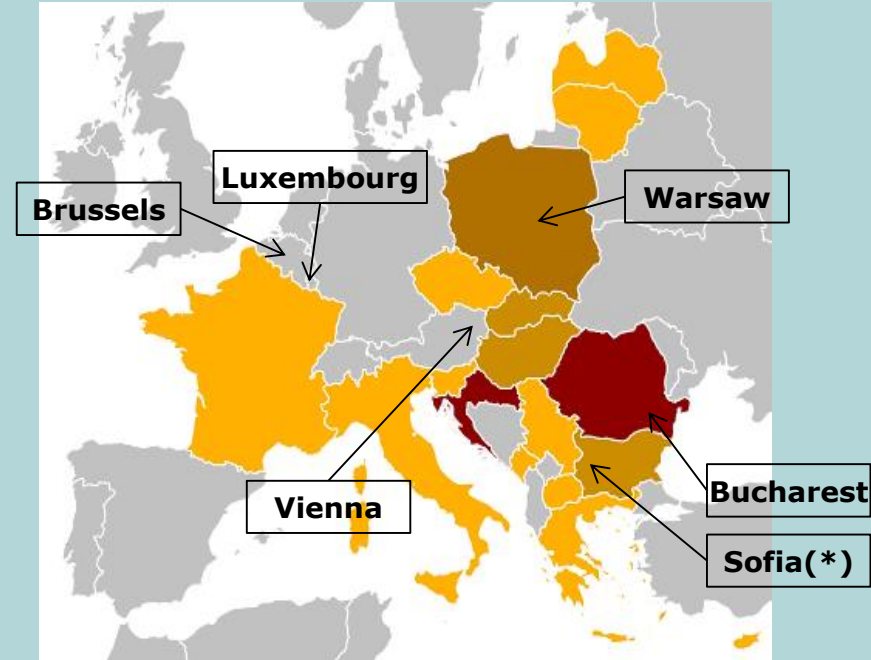 Luxembourg
Brussels
Warsaw
Vienna
Bucharest
Sofia(*)